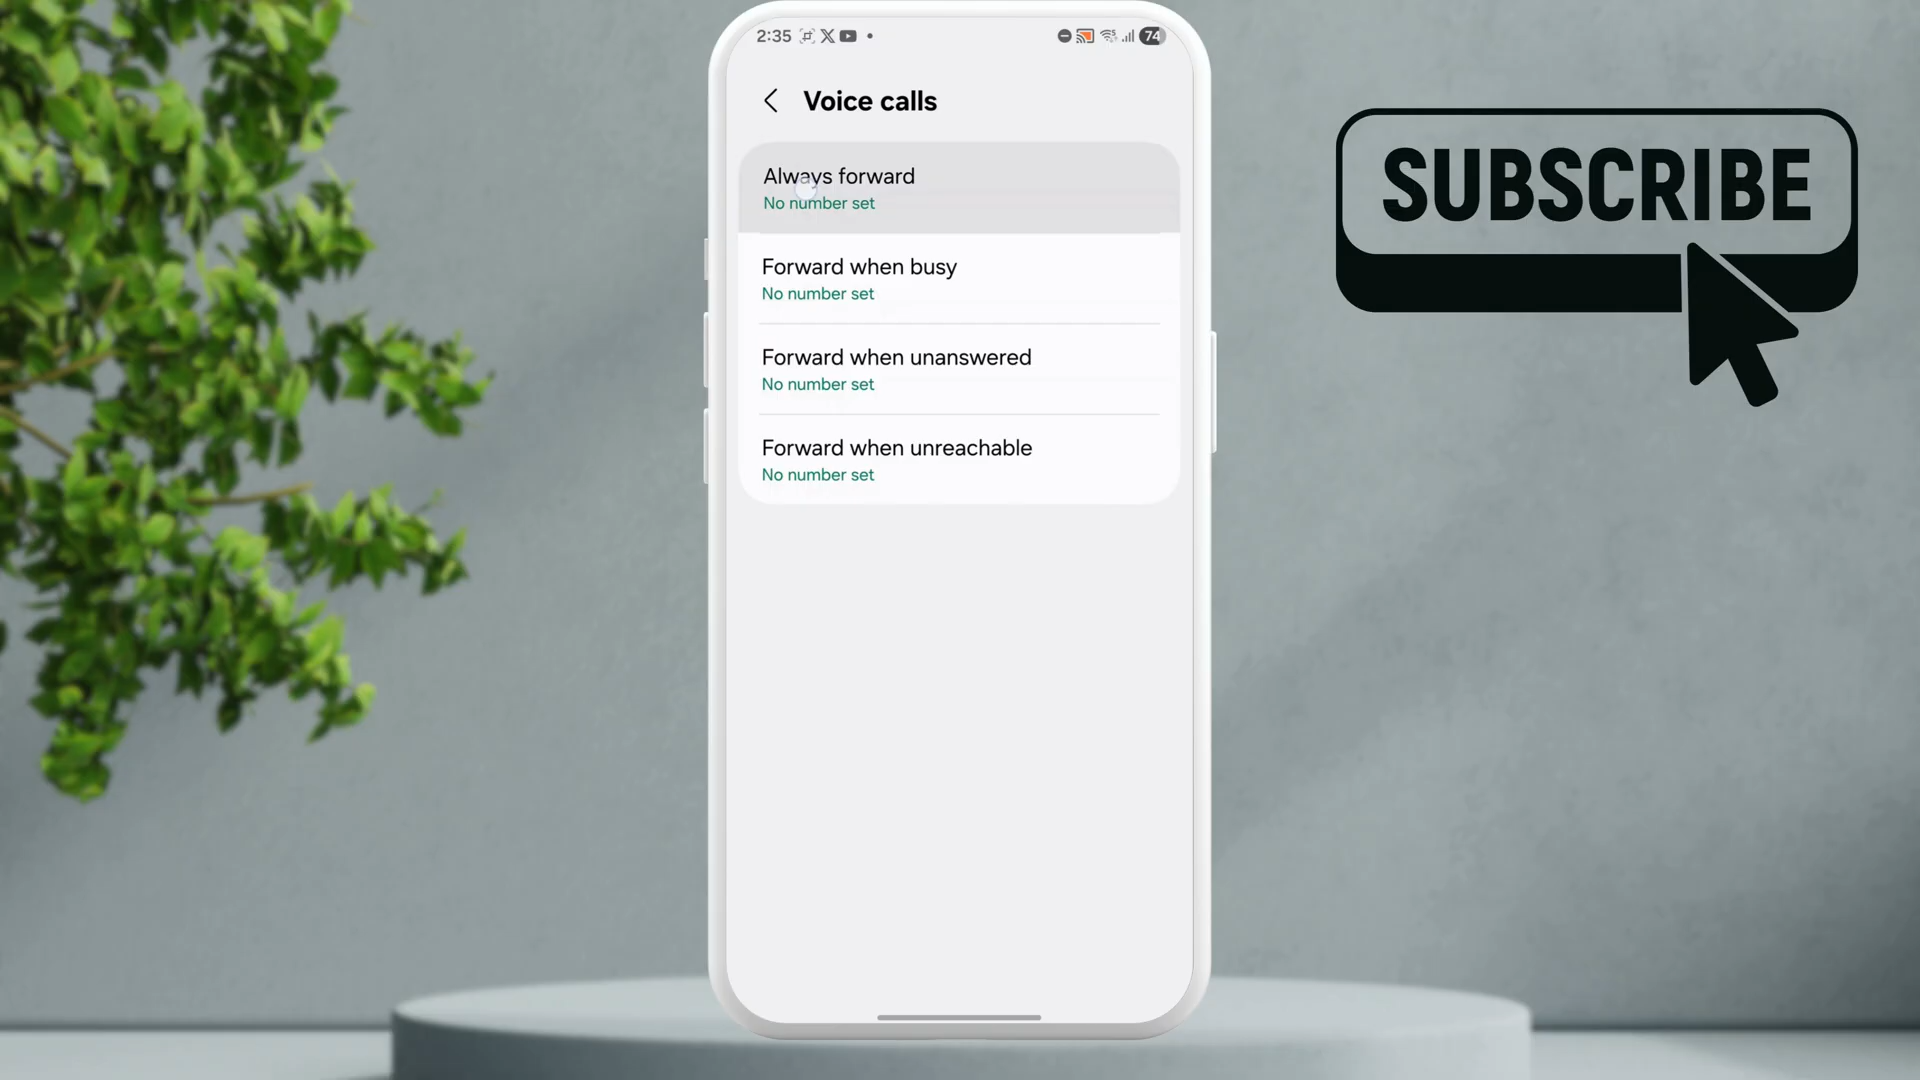 2:35
74
Voice calls
Always forward
No number set
Forward when busy
No number set
Forward when unanswered
No number set
Forward when unreachable
No number set
SUBSCRIBE